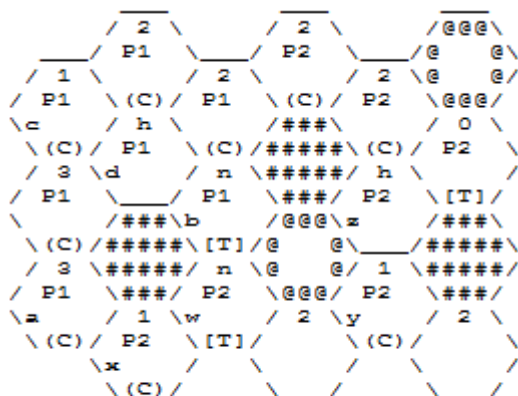 ___         ___         ___
     / 2 \       / 2 \       /@@@\
 ___/ P1  \ ___ / P2  \ ___ /@   @\
/ 1 \     / 2 \     / 2 \@   @/
/ P1  \(C)/ P1  \(C)/ P2  \@@@/
\c    / h \     /###\     / 0 \
 \(C)/ P1  \(C)/#####\(C)/ P2  \
 / 3 \d    / n \#####/ h \     /
/ P1  \___/ P1  \###/ P2  \[T]/
\     /###\b    /@@@\z    /###\
 \(C)/#####\[T]/@   @\___/#####\
 / 3 \#####/ n \@   @/ 1 \#####/
/ P1  \###/ P2  \@@@/ P2  \###/
\a    / 1 \w    / 2 \y    / 2 \
 \(C)/ P2  \[T]/     \(C)/     \
     \x    /   \     /   \     /
      \(C)/     \   /     \   /